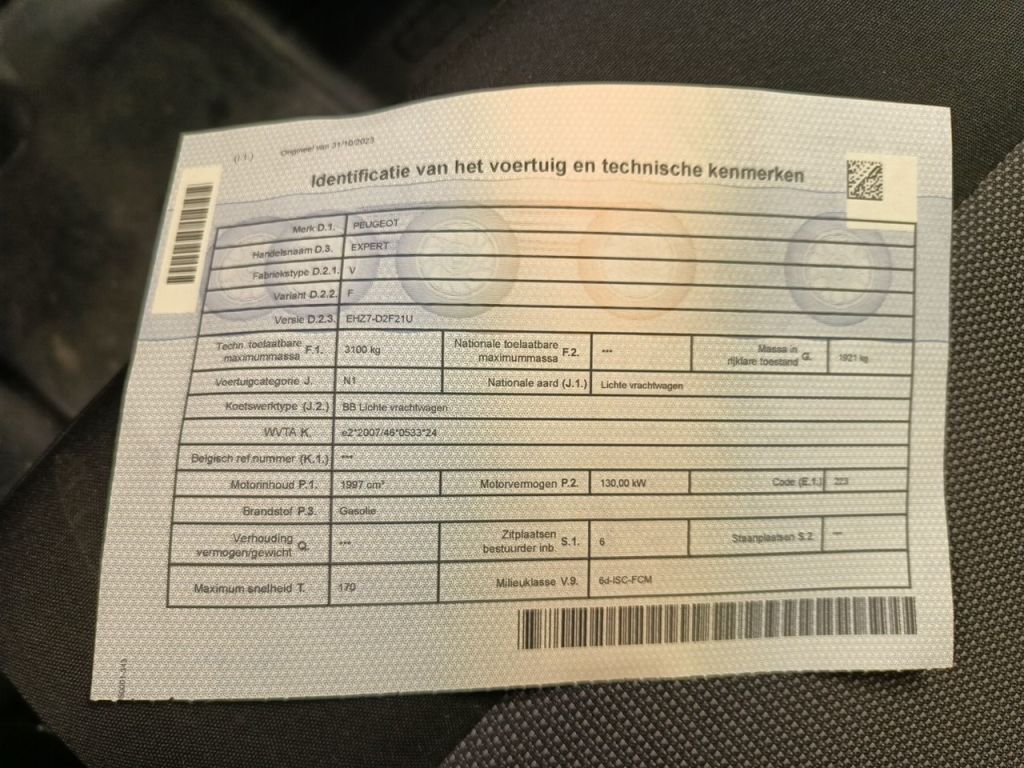 (I.1.) Origineel van 31/10/2023
Identificatie van het voertuig en technische kenmerken
Merk D.1. PEUGEOT
Handelsnaam D.3. EXPERT
Fabriekstype D.2.1. V
Variant D.2.2. F
Versie D.2.3. EHZ7-D2F21U
Techn. toelaatbare maximummassa F.1. 3100 kg Nationale toelaatbare maximummassa F.2. *** Massa in rijklare toestand G. 1921 kg
Voertuigcategorie J. N1 Nationale aard (J.1.) Lichte vrachtwagen
Koetswerktype (J.2.) BB Lichte vrachtwagen
WVTA K. e2*2007/46*0533*24
Belgisch ref.nummer (K.1.) ***
Motorinhoud P.1. 1997 cm³ Motorvermogen P.2. 130,00 kW Code (E.1.) 223
Brandstof P.3. Gasolie
Verhouding vermogen/gewicht Q. *** Zitplaatsen bestuurder inb. S.1. 6 Staanplaatsen S.2. ***
Maximum snelheid T. 170 Milieuklasse V.9. 6d-ISC-FCM